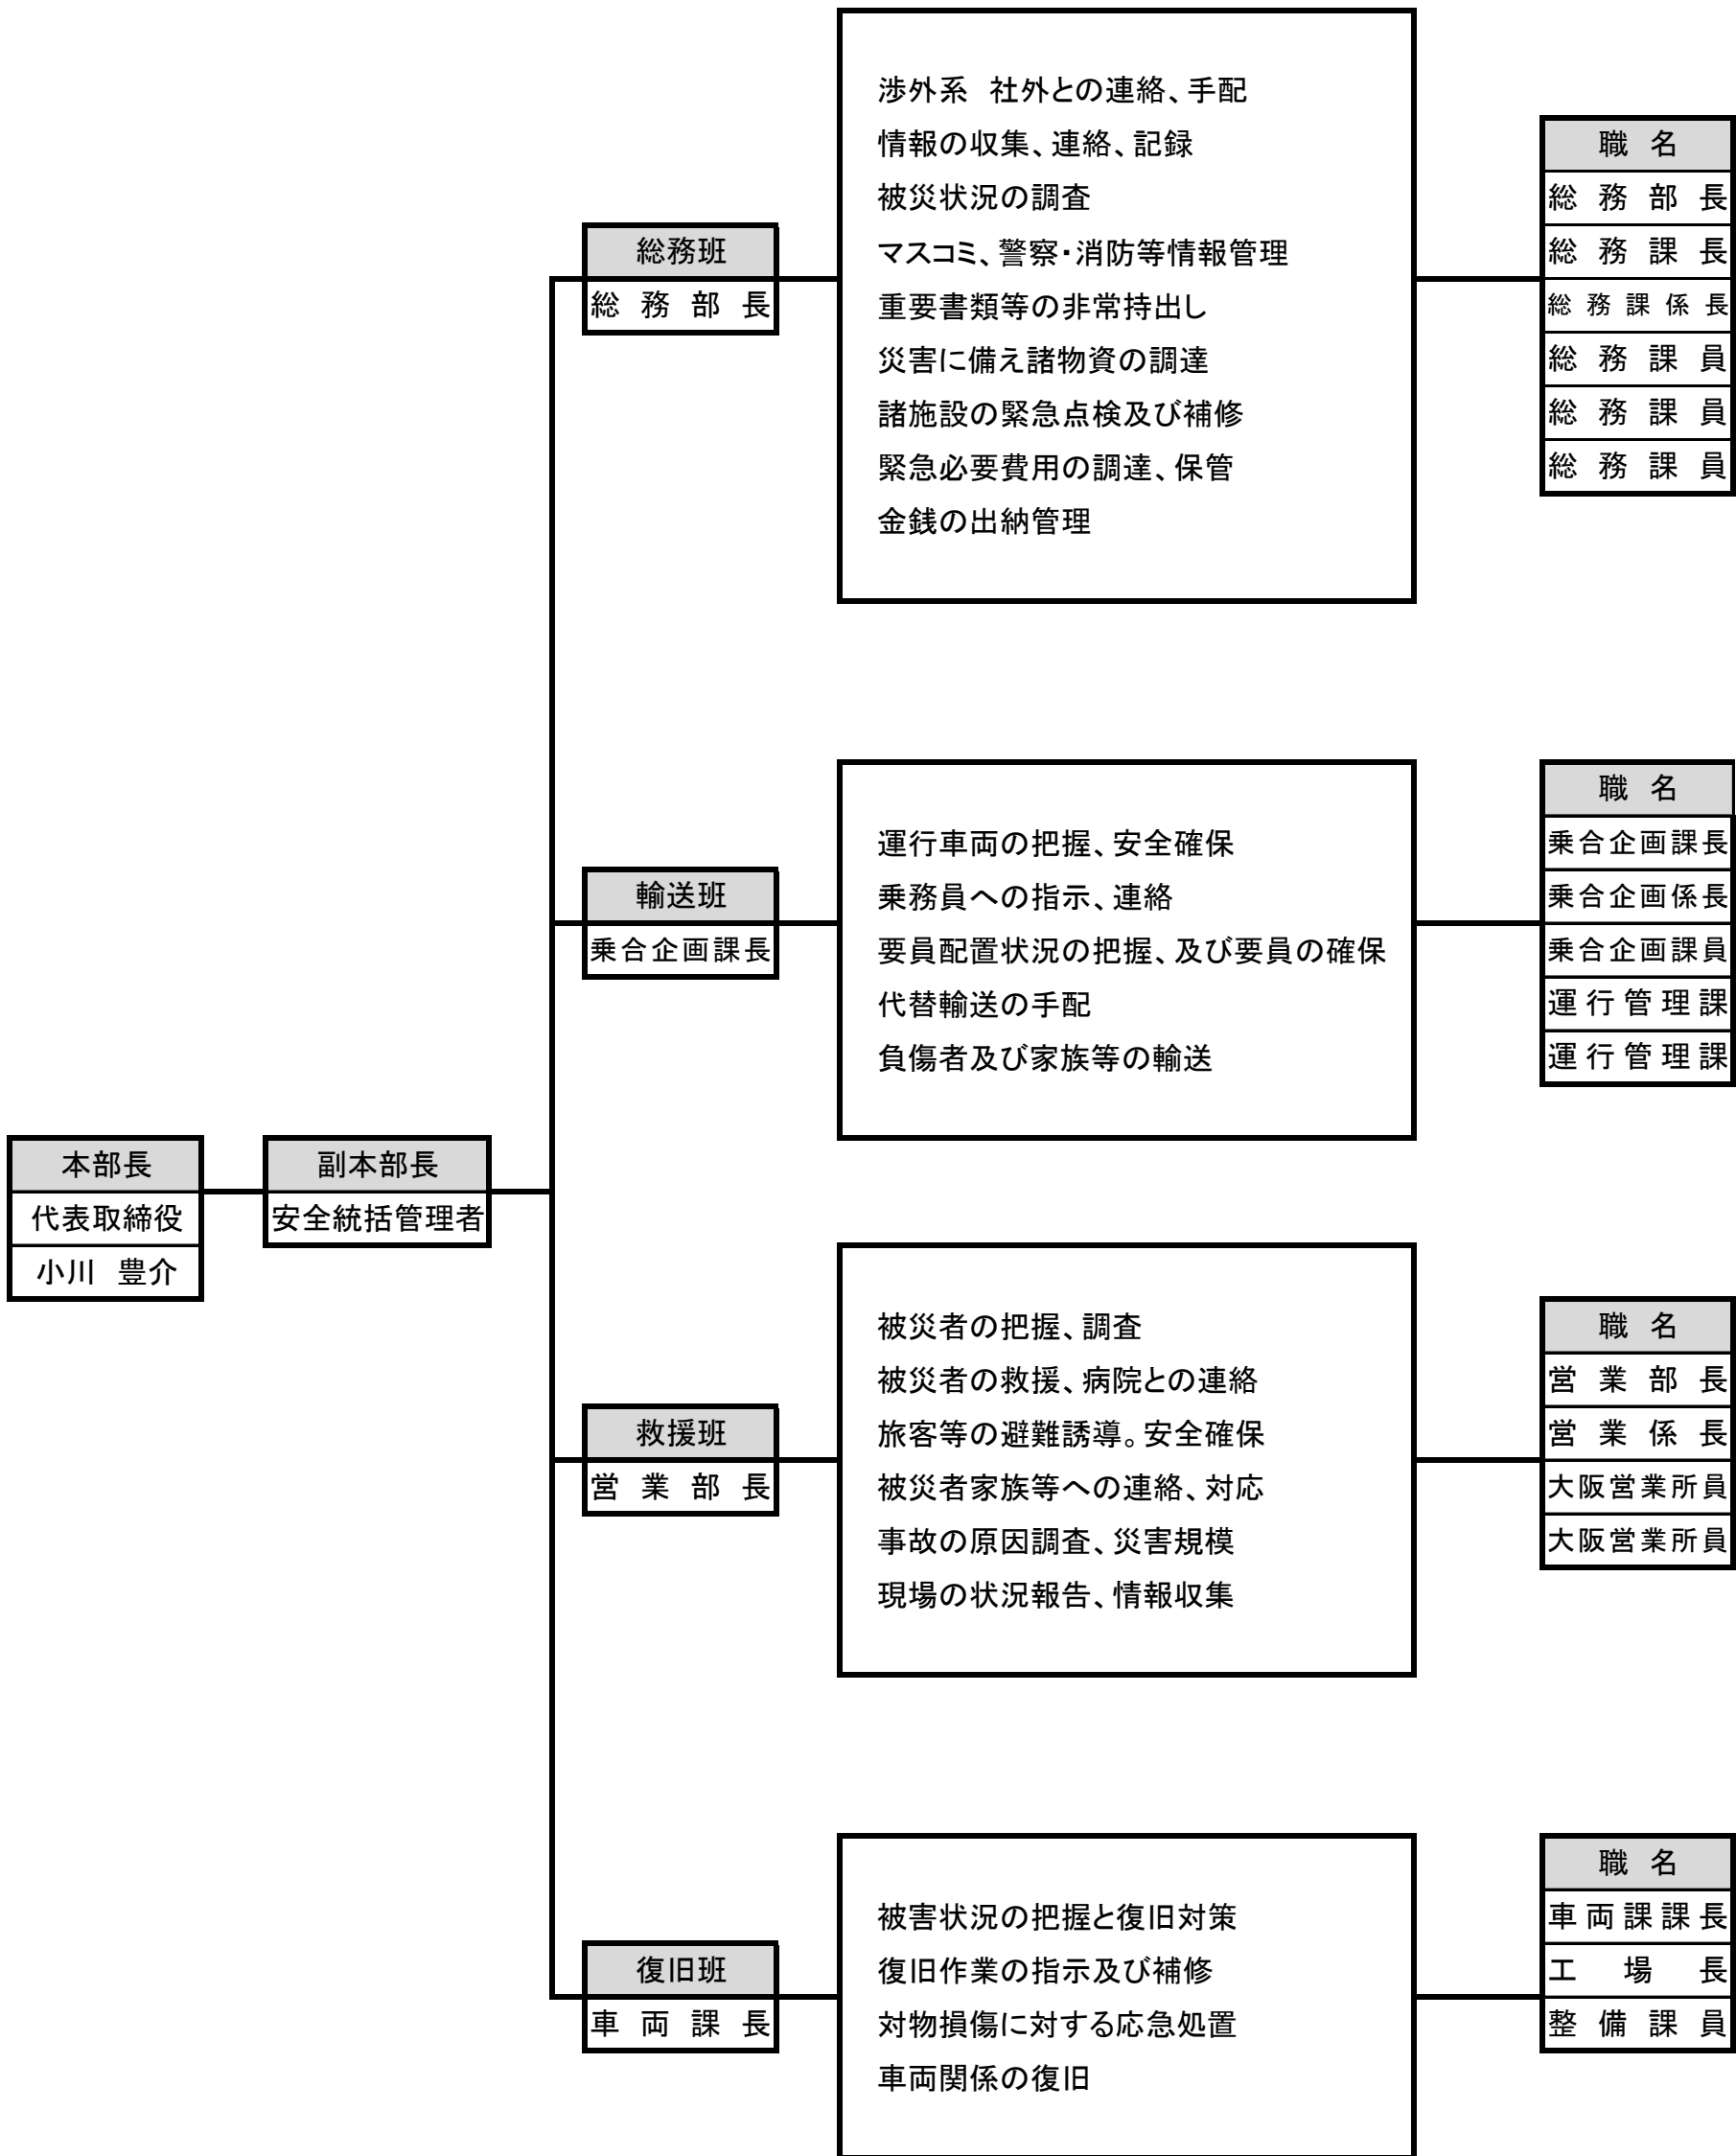 本部長
代表取締役
小川 豊介
副本部長
安全統括管理者
総務班
総務部長
渉外系 社外との連絡、手配
情報の収集、連絡、記録
被災状況の調査
マスコミ、警察・消防等情報管理
重要書類等の非常持出し
災害に備え諸物資の調達
諸施設の緊急点検及び補修
緊急必要費用の調達、保管
金銭の出納管理
職 名
総務部長
総務課長
総務課係長
総務課員
総務課員
総務課員
輸送班
乗合企画課長
運行車両の把握、安全確保
乗務員への指示、連絡
要員配置状況の把握、及び要員の確保
代替輸送の手配
負傷者及び家族等の輸送
職 名
乗合企画課長
乗合企画係長
乗合企画課員
運行管理課
運行管理課
救援班
営業部長
被災者の把握、調査
被災者の救援、病院との連絡
旅客等の避難誘導。安全確保
被災者家族等への連絡、対応
事故の原因調査、災害規模
現場の状況報告、情報収集
職 名
営業部長
営業係長
大阪営業所員
大阪営業所員
復旧班
車両課長
被害状況の把握と復旧対策
復旧作業の指示及び補修
対物損傷に対する応急処置
車両関係の復旧
職 名
車両課課長
工場長
整備課員